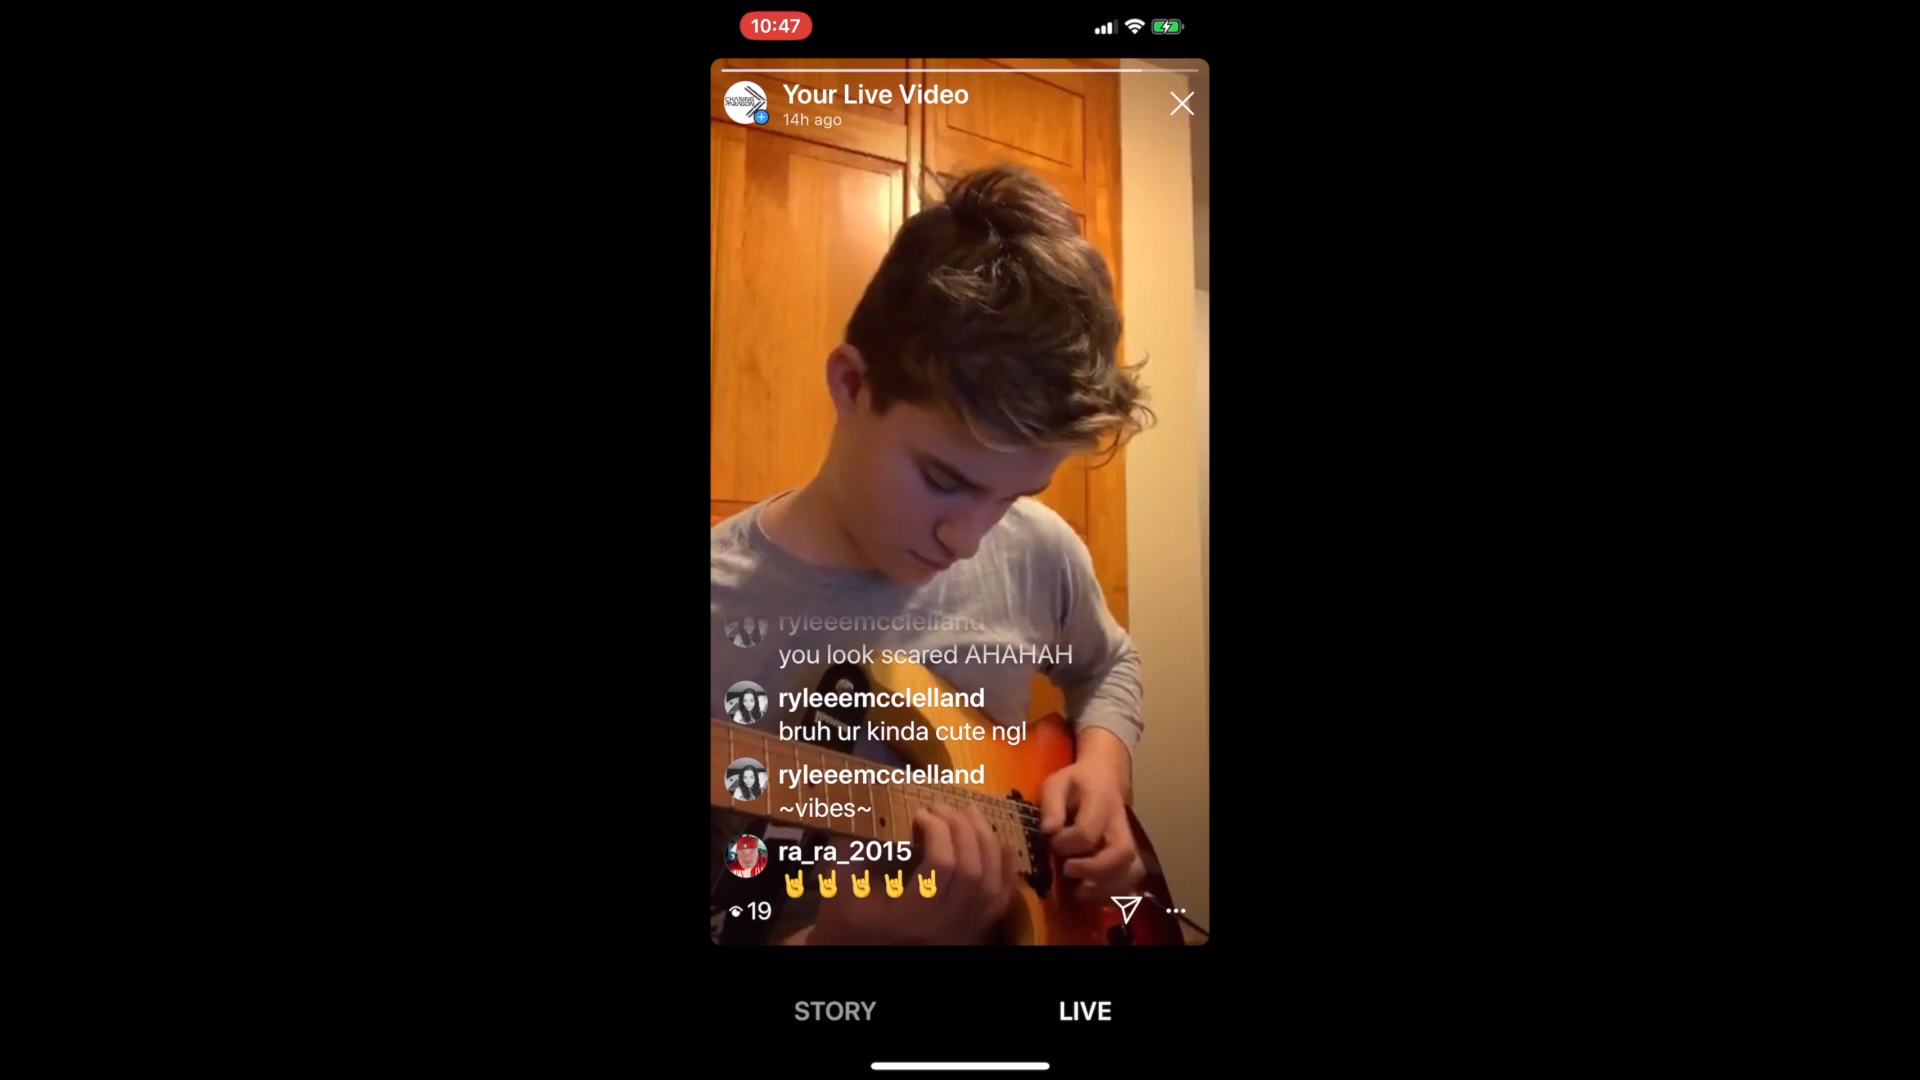 10:47
Your Live Video
14h ago
ryleeemcclelland
you look scared AHAHAH
ryleeemcclelland
bruh ur kinda cute ngl
ryleeemcclelland
~vibes~
ra_ra_2015
🤘🤘🤘🤘🤘
19
STORY
LIVE